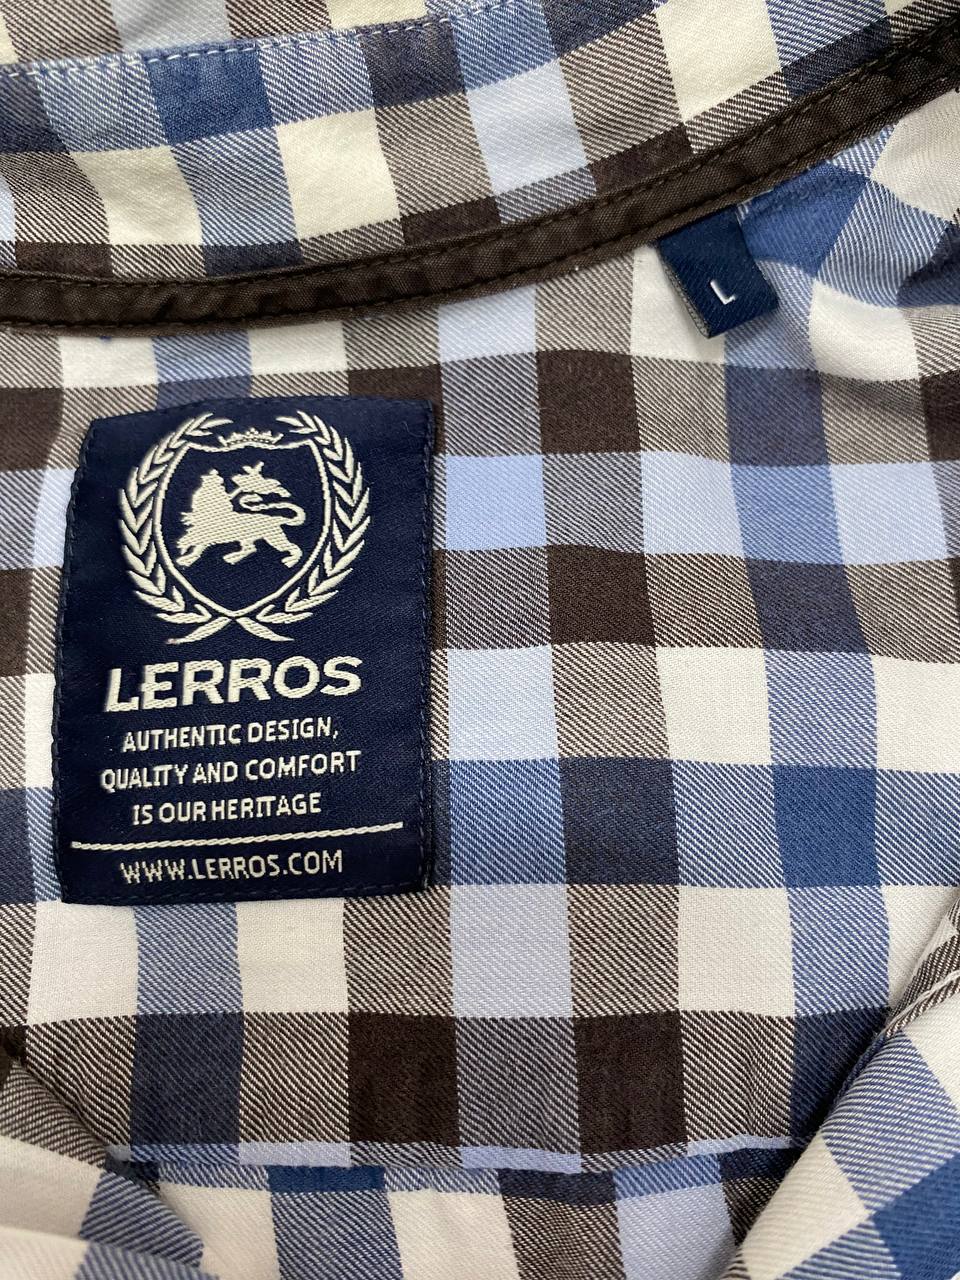 L
LERROS
AUTHENTIC DESIGN,
QUALITY AND COMFORT
IS OUR HERITAGE
WWW.LERROS.COM